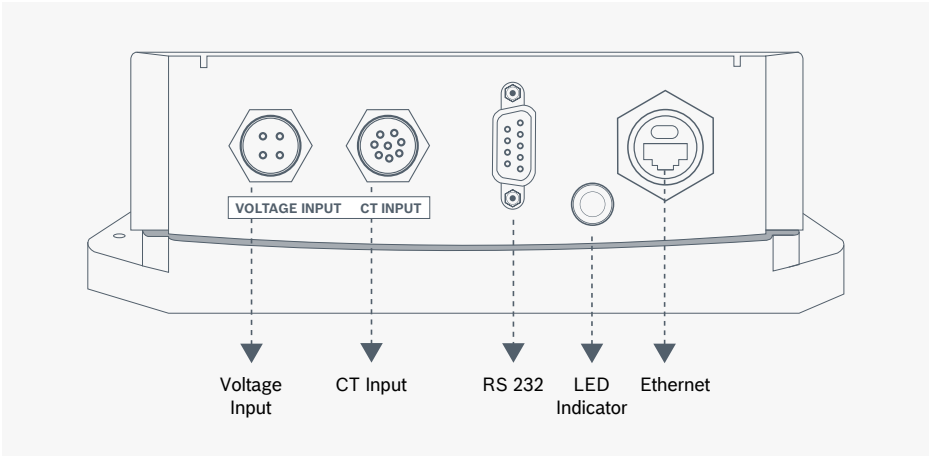 VOLTAGE INPUT CT INPUT
Voltage
Input
CT Input
RS 232
LED
Indicator
Ethernet